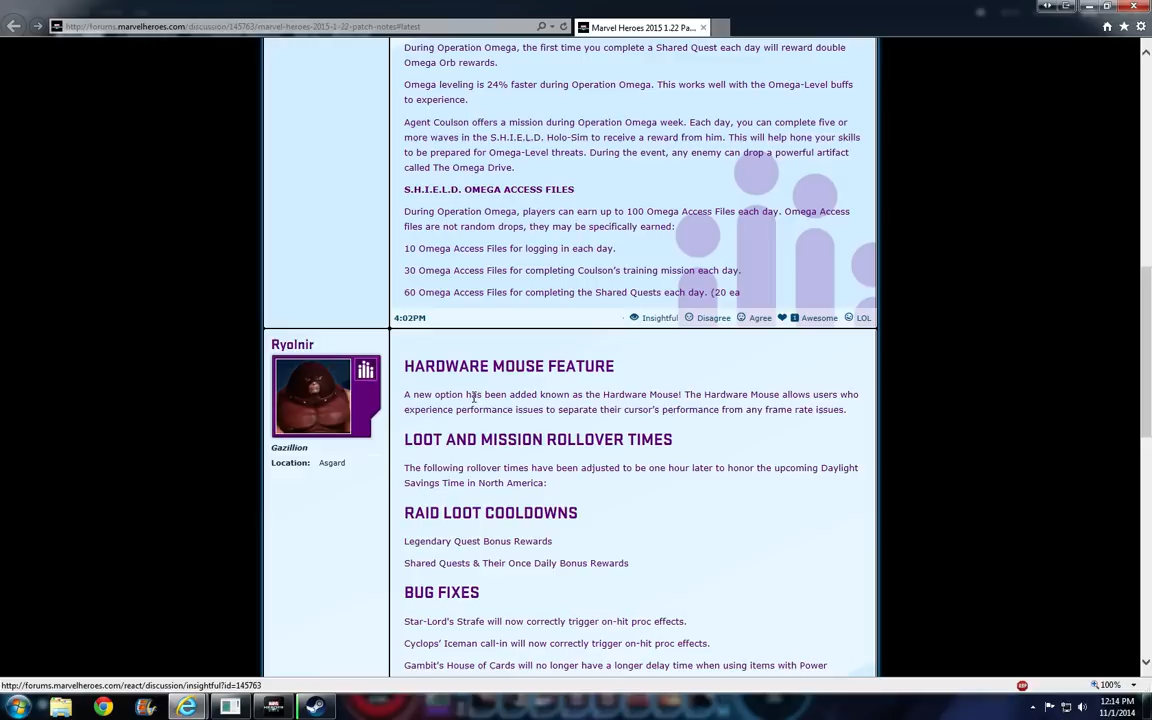 http://forums.marvelheroes.com/discussion/145763/marvel-heroes-2015-1-22-patch-notes#latest
Marvel Heroes 2015 1.22 Pa...
During Operation Omega, the first time you complete a Shared Quest each day will reward double
Omega Orb rewards.
Omega leveling is 24% faster during Operation Omega. This works well with the Omega-Level buffs
to experience.
Agent Coulson offers a mission during Operation Omega week. Each day, you can complete five or
more waves in the S.H.I.E.L.D. Holo-Sim to receive a reward from him. This will help hone your skills
to be prepared for Omega-Level threats. During the event, any enemy can drop a powerful artifact
called The Omega Drive.
S.H.I.E.L.D. OMEGA ACCESS FILES
During Operation Omega, players can earn up to 100 Omega Access Files each day. Omega Access
files are not random drops, they may be specifically earned:
10 Omega Access Files for logging in each day.
30 Omega Access Files for completing Coulson's training mission each day.
60 Omega Access Files for completing the Shared Quests each day. (20 ea
4:02PM
· Insightful Disagree Agree 1 Awesome LOL
Ryolnir
Gazillion
Location: Asgard
HARDWARE MOUSE FEATURE
A new option has been added known as the Hardware Mouse! The Hardware Mouse allows users who
experience performance issues to separate their cursor's performance from any frame rate issues.
LOOT AND MISSION ROLLOVER TIMES
The following rollover times have been adjusted to be one hour later to honor the upcoming Daylight
Savings Time in North America:
RAID LOOT COOLDOWNS
Legendary Quest Bonus Rewards
Shared Quests & Their Once Daily Bonus Rewards
BUG FIXES
Star-Lord's Strafe will now correctly trigger on-hit proc effects.
Cyclops' Iceman call-in will now correctly trigger on-hit proc effects.
Gambit's House of Cards will no longer have a longer delay time when using items with Power
http://forums.marvelheroes.com/react/discussion/insightful?id=145763
100%
12:14 PM
11/1/2014